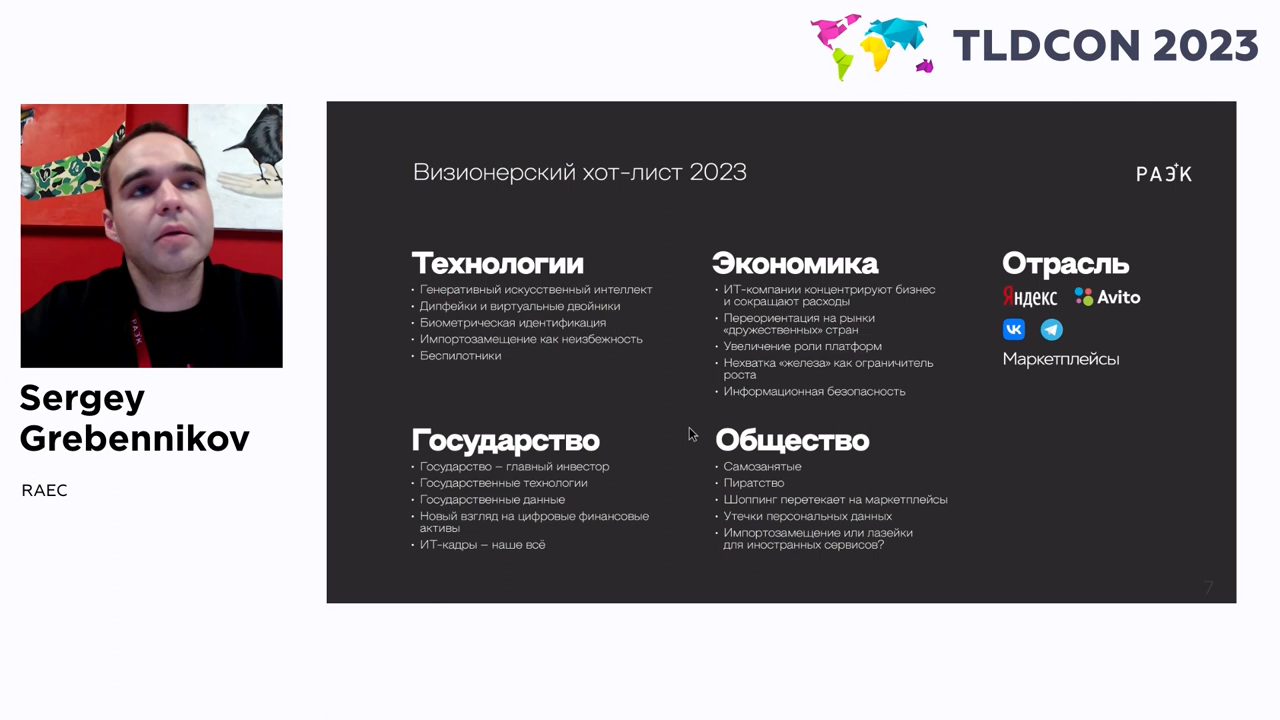 TLDCON 2023
Sergey
Grebennikov
RAEC
Визионерский хот-лист 2023
РАЭК
Технологии
• Генеративный искусственный интеллект
• Дипфейки и виртуальные двойники
• Биометрическая идентификация
• Импортозамещение как неизбежность
• Беспилотники
Экономика
• ИТ-компании концентрируют бизнес
и сокращают расходы
• Переориентация на рынки
«дружественных» стран
• Увеличение роли платформ
• Нехватка «железа» как ограничитель
роста
• Информационная безопасность
Отрасль
Яндекс Avito
Маркетплейсы
Государство
• Государство – главный инвестор
• Государственные технологии
• Государственные данные
• Новый взгляд на цифровые финансовые
активы
• ИТ-кадры – наше всё
Общество
• Самозанятые
• Пиратство
• Шоппинг перетекает на маркетплейсы
• Утечки персональных данных
• Импортозамещение или лазейки
для иностранных сервисов?
7